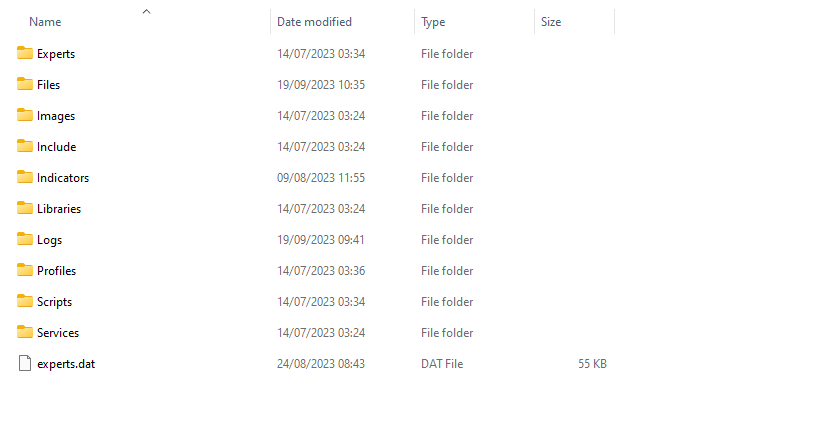 Name Date modified Type Size
Experts 14/07/2023 03:34 File folder
Files 19/09/2023 10:35 File folder
Images 14/07/2023 03:24 File folder
Include 14/07/2023 03:24 File folder
Indicators 09/08/2023 11:55 File folder
Libraries 14/07/2023 03:24 File folder
Logs 19/09/2023 09:41 File folder
Profiles 14/07/2023 03:36 File folder
Scripts 14/07/2023 03:34 File folder
Services 14/07/2023 03:24 File folder
experts.dat 24/08/2023 08:43 DAT File 55 KB